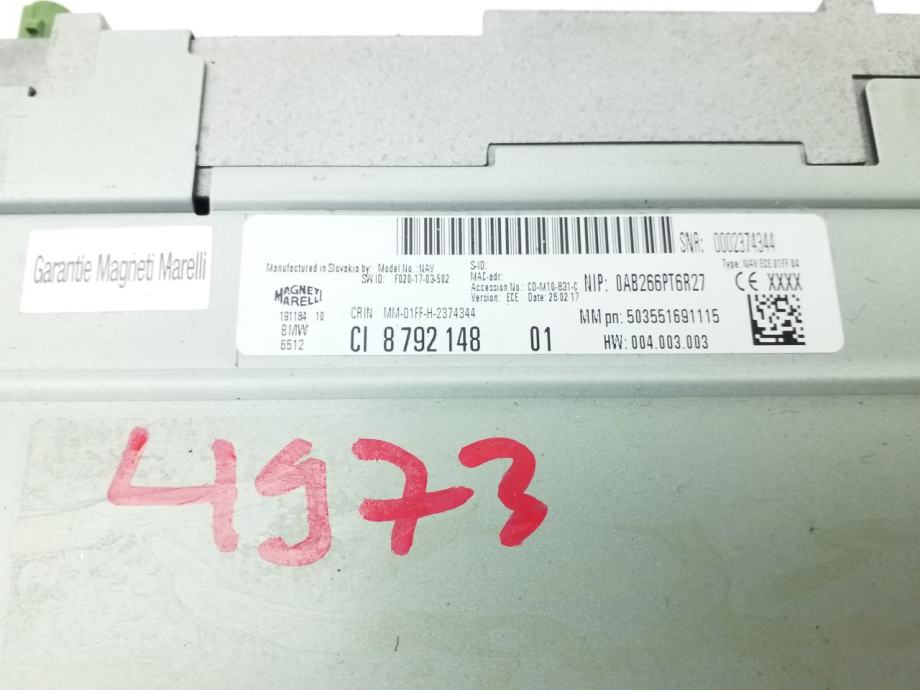 Garantie Magneti Marelli
SNR: 0002374344
Manufactured in Slovakia by: Model No.: NAV
SW ID: F020-17-03-502
S-ID:
MAC-adr:
Accession No.: CD-M10-831-C
Version: ECE Date: 26.02.17
NIP: 0AB266PT6R27
Type: NAV ECE 01FF 04
CE XXXX
MAGNETI
MARELLI
191184 10
BMW
6512
CRIN MM-01FF-H-2374344
CI 8 792 148 01
MM pn: 503551691115
HW: 004.003.003
4973